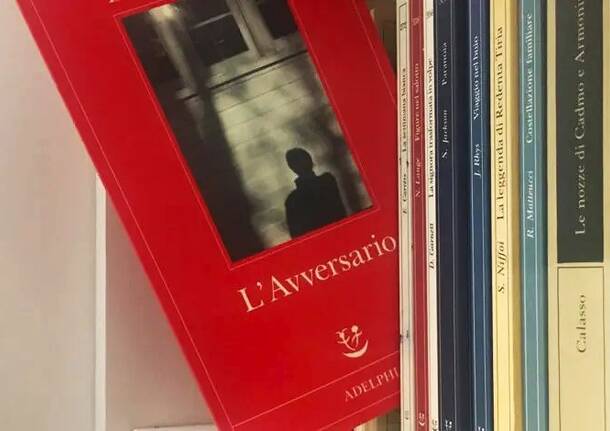 L'Avversario
ADELPHI
E. Carrère La settimana bianca
N. Lange Figure nel salotto
D. Garnett La signora trasformata in volpe
S. Jackson Paranoia
J. Rhys Viaggio nel buio
S. Niffoi La leggenda di Redenta Tiria
R. Matteucci Costellazione familiare
Calasso Le nozze di Cadmo e Armonia